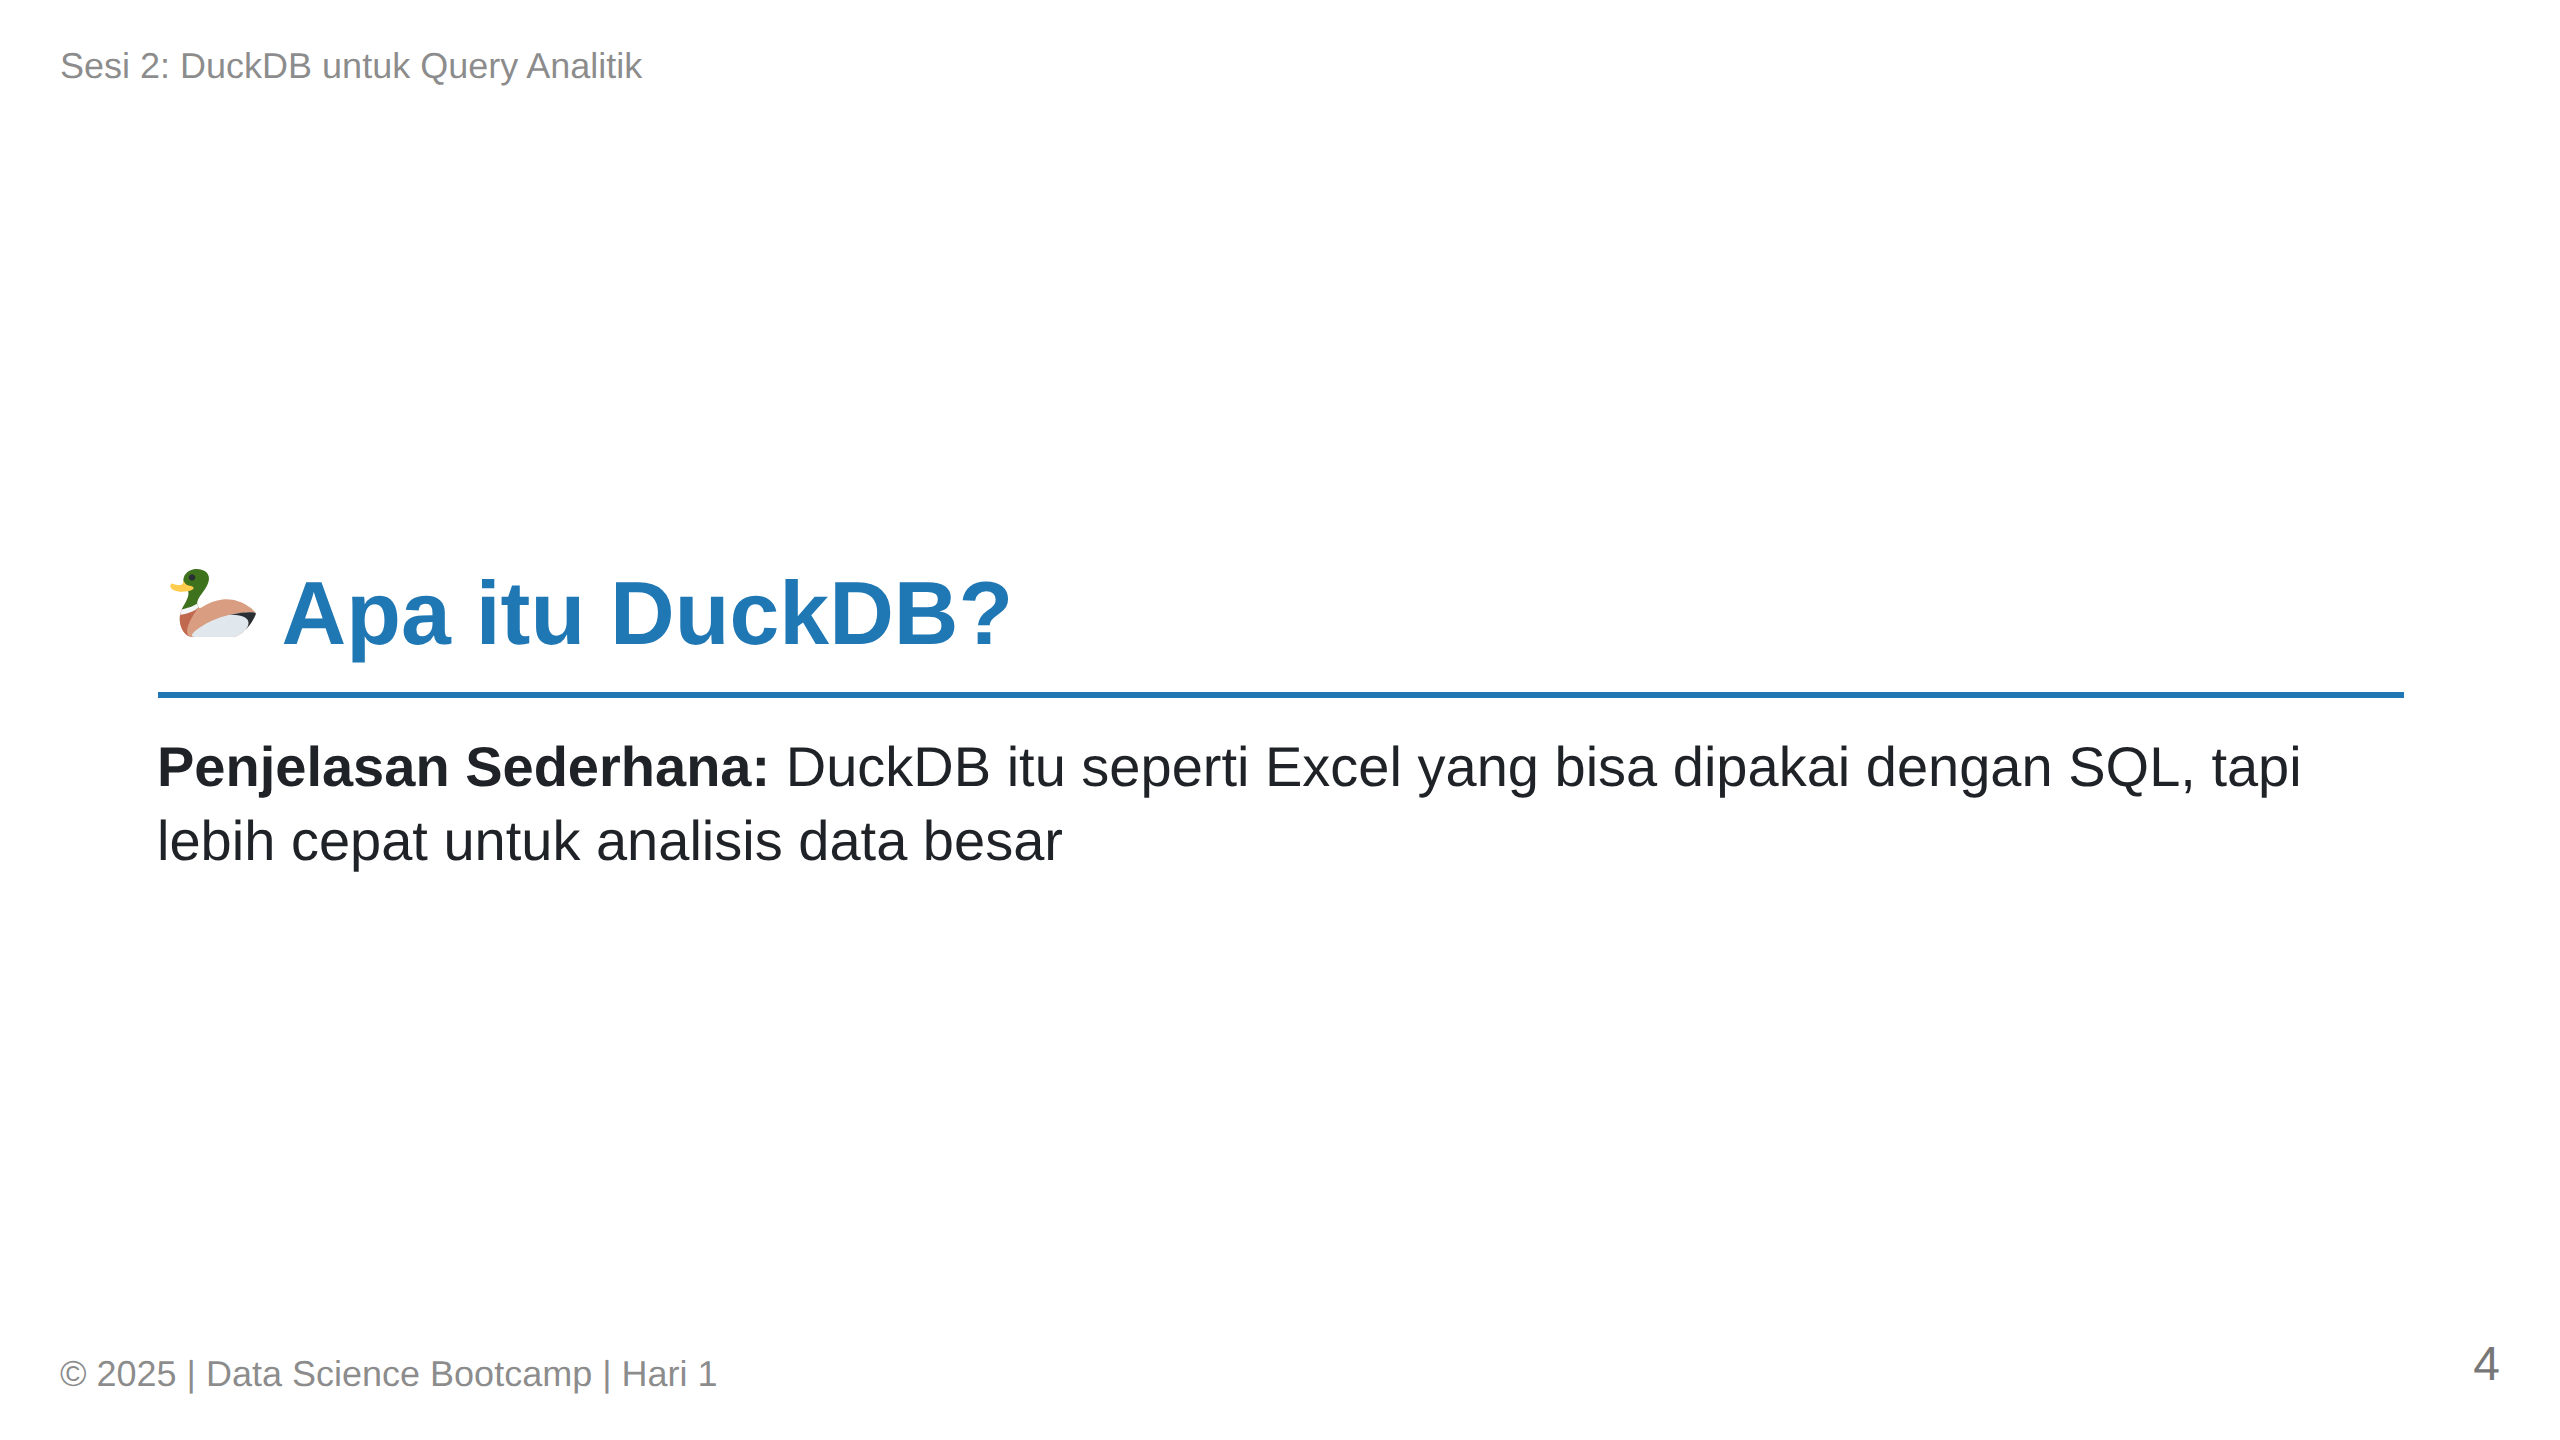 Sesi 2: DuckDB untuk Query Analitik
🦆 Apa itu DuckDB?
Penjelasan Sederhana: DuckDB itu seperti Excel yang bisa dipakai dengan SQL, tapi
lebih cepat untuk analisis data besar
© 2025 | Data Science Bootcamp | Hari 1
4